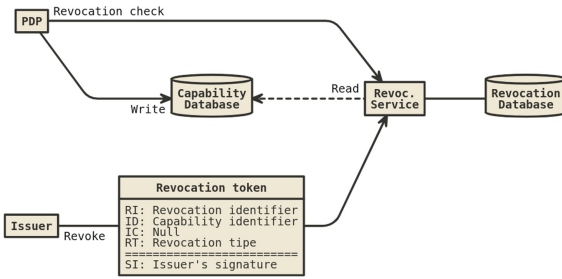 PDP
Revocation check
Capability
Database
Write
Read
Revoc.
Service
Revocation
Database
Issuer
Revoke
Revocation token
RI: Revocation identifier
ID: Capability identifier
IC: Null
RT: Revocation tipe
=========================
SI: Issuer's signature